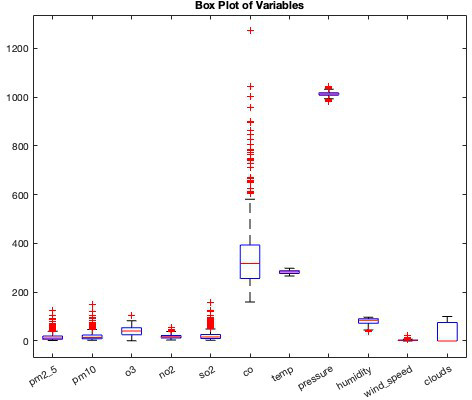 Box Plot of Variables
1200
1000
800
600
400
200
0
pm2_5
pm10
o3
no2
so2
co
temp
pressure
humidity
wind_speed
clouds